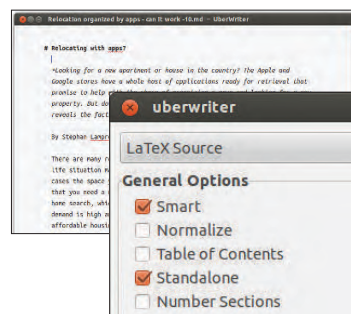 Relocation organized by apps - can it work -10.md - UberWriter
# Relocating with apps?
*Looking for a new apartment or house in the country? The Apple and
Google stores have a whole host of applications ready for retrieval that
promise to help
property. But do
reveals the fact
By Stephan
There are many
life situation
cases the space
that you need a
home search,
demand is high
affordable
uberwriter
LaTeX Source
General Options
Smart
Normalize
Table of Contents
Standalone
Number Sections